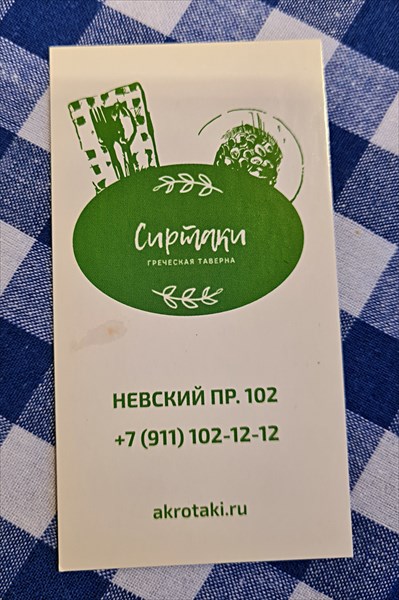 Сиртаки
ГРЕЧЕСКАЯ ТАВЕРНА
НЕВСКИЙ ПР. 102
+7 (911) 102-12-12
akrotaki.ru